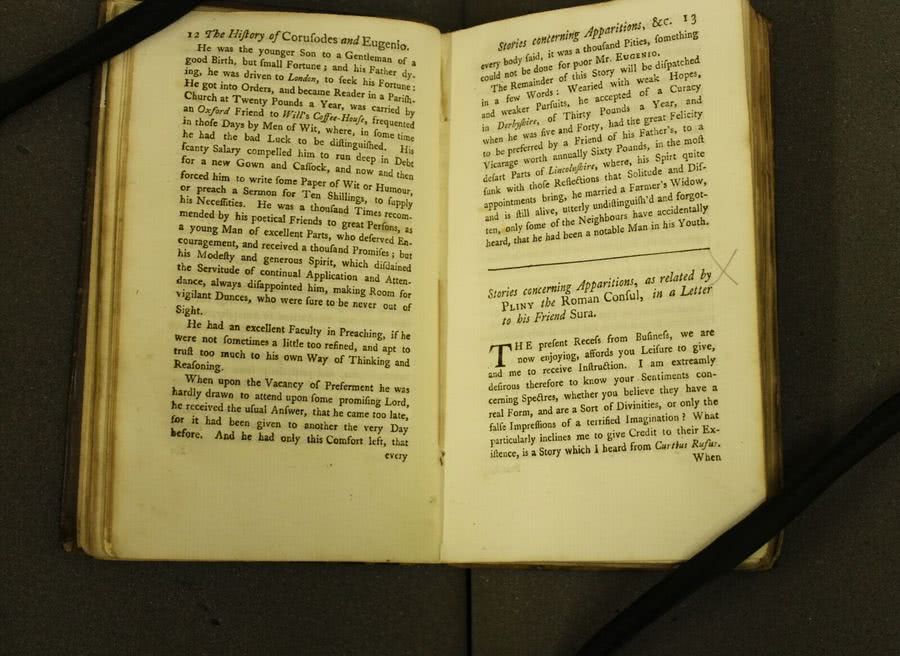 12 The Hiſtory of Coruſodes and Eugenio.
He was the younger Son to a Gentleman of a
good Birth, but ſmall Fortune; and his Father dy-
ing, he was driven to London, to ſeek his Fortune:
He got into Orders, and became Reader in a Pariſh-
Church at Twenty Pounds a Year, was carried by
an Oxford Friend to Will's Coffee-Houſe, frequented
in thoſe Days by Men of Wit, where, in ſome time
he had the bad Luck to be diſtinguiſhed. His
ſcanty Salary compelled him to run deep in Debt
for a new Gown and Caſſock, and now and then
forced him to write ſome Paper of Wit or Humour,
or preach a Sermon for Ten Shillings, to ſupply
his Neceſſities. He was a thouſand Times recom-
mended by his poetical Friends to great Perſons, as
a young Man of excellent Parts, who deſerved En-
couragement, and received a thouſand Promiſes; but
his Modeſty and generous Spirit, which diſdained
the Servitude of continual Application and Atten-
dance, always diſappointed him, making Room for
vigilant Dunces, who were ſure to be never out of
Sight.
He had an excellent Faculty in Preaching, if he
were not ſometimes a little too refined, and apt to
truſt too much to his own Way of Thinking and
Reaſoning.
When upon the Vacancy of Preferment he was
hardly drawn to attend upon ſome promiſing Lord,
he received the uſual Anſwer, that he came too late,
for it had been given to another the very Day
before. And he had only this Comfort left, that
every
Stories concerning Apparitions, &c. 13
every body ſaid, it was a thouſand Pities, ſomething
could not be done for poor Mr. EUGENIO.
The Remainder of this Story will be diſpatched
in a few Words: Wearied with weak Hopes,
and weaker Purſuits, he accepted of a Curacy
in Derbyſhire, of Thirty Pounds a Year, and
when he was five and Forty, had the great Felicity
to be preferred by a Friend of his Father's, to a
Vicarage worth annually Sixty Pounds, in the moſt
deſart Parts of Lincolnſhire, where, his Spirt quite
ſunk with thoſe Reflections that Solitude and Diſ-
appointments bring, he married a Farmer's Widow,
and is ſtill alive, utterly undiſtinguiſh'd and forgot-
ten, only ſome of the Neighbours have accidentally
heard, that he had been a notable Man in his Youth.
Stories concerning Apparitions, as related by
PLINY the Roman Conſul, in a Letter
to his Friend Sura.
THE preſent Receſs from Buſineſs, we are
now enjoying, affords you Leiſure to give,
and me to receive Inſtruction. I am extreamly
deſirous therefore to know your Sentiments con-
cerning Spectres, whether you believe they have a
real Form, and are a Sort of Divinities, or only the
falſe Impreſſions of a terrified Imagination? What
particularly inclines me to give Credit to their Ex-
iſtence, is a Story which I heard from Curtius Rufus.
When